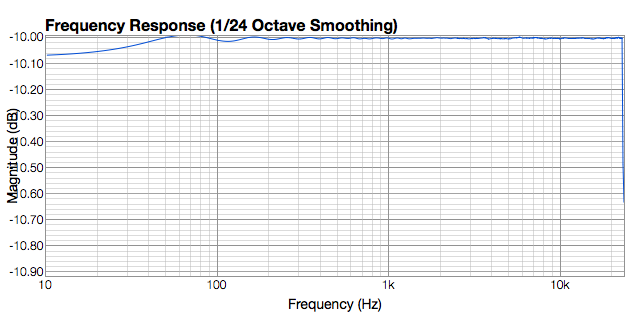 Frequency Response (1/24 Octave Smoothing)
-10.00
-10.10
-10.20
-10.30
-10.40
-10.50
-10.60
-10.70
-10.80
-10.90
Magnitude (dB)
10 100 1k 10k
Frequency (Hz)